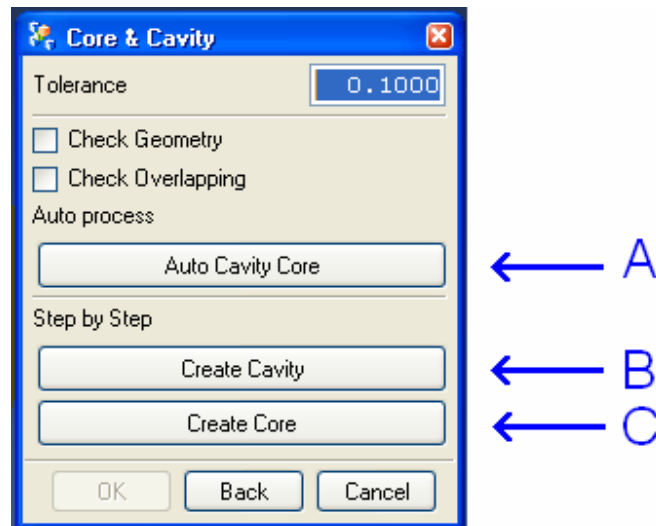 Core & Cavity
Tolerance 0.1000
Check Geometry
Check Overlapping
Auto process
Auto Cavity Core
A
Step by Step
Create Cavity
B
Create Core
C
OK Back Cancel